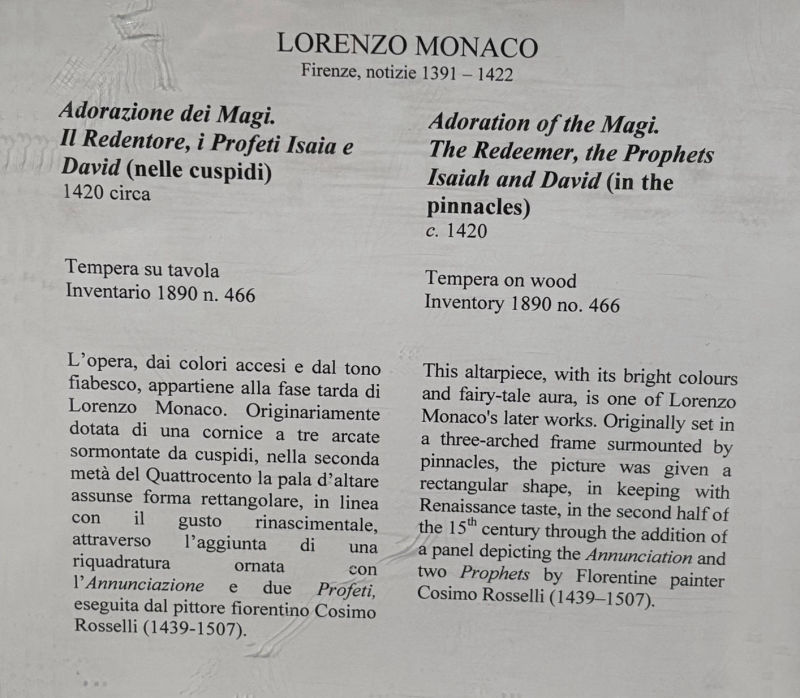 LORENZO MONACO
Firenze, notizie 1391 – 1422
Adorazione dei Magi.
Il Redentore, i Profeti Isaia e
David (nelle cuspidi)
1420 circa
Tempera su tavola
Inventario 1890 n. 466
L'opera, dai colori accesi e dal tono
fiabesco, appartiene alla fase tarda di
Lorenzo Monaco. Originariamente
dotata di una cornice a tre arcate
sormontate da cuspidi, nella seconda
metà del Quattrocento la pala d'altare
assunse forma rettangolare, in linea
con il gusto rinascimentale,
attraverso l'aggiunta di una
riquadratura ornata con
l'Annunciazione e due Profeti,
eseguita dal pittore fiorentino Cosimo
Rosselli (1439-1507).
Adoration of the Magi.
The Redeemer, the Prophets
Isaiah and David (in the
pinnacles)
c. 1420
Tempera on wood
Inventory 1890 no. 466
This altarpiece, with its bright colours
and fairy-tale aura, is one of Lorenzo
Monaco's later works. Originally set in
a three-arched frame surmounted by
pinnacles, the picture was given a
rectangular shape, in keeping with
Renaissance taste, in the second half of
the 15th century through the addition of
a panel depicting the Annunciation and
two Prophets by Florentine painter
Cosimo Rosselli (1439–1507).